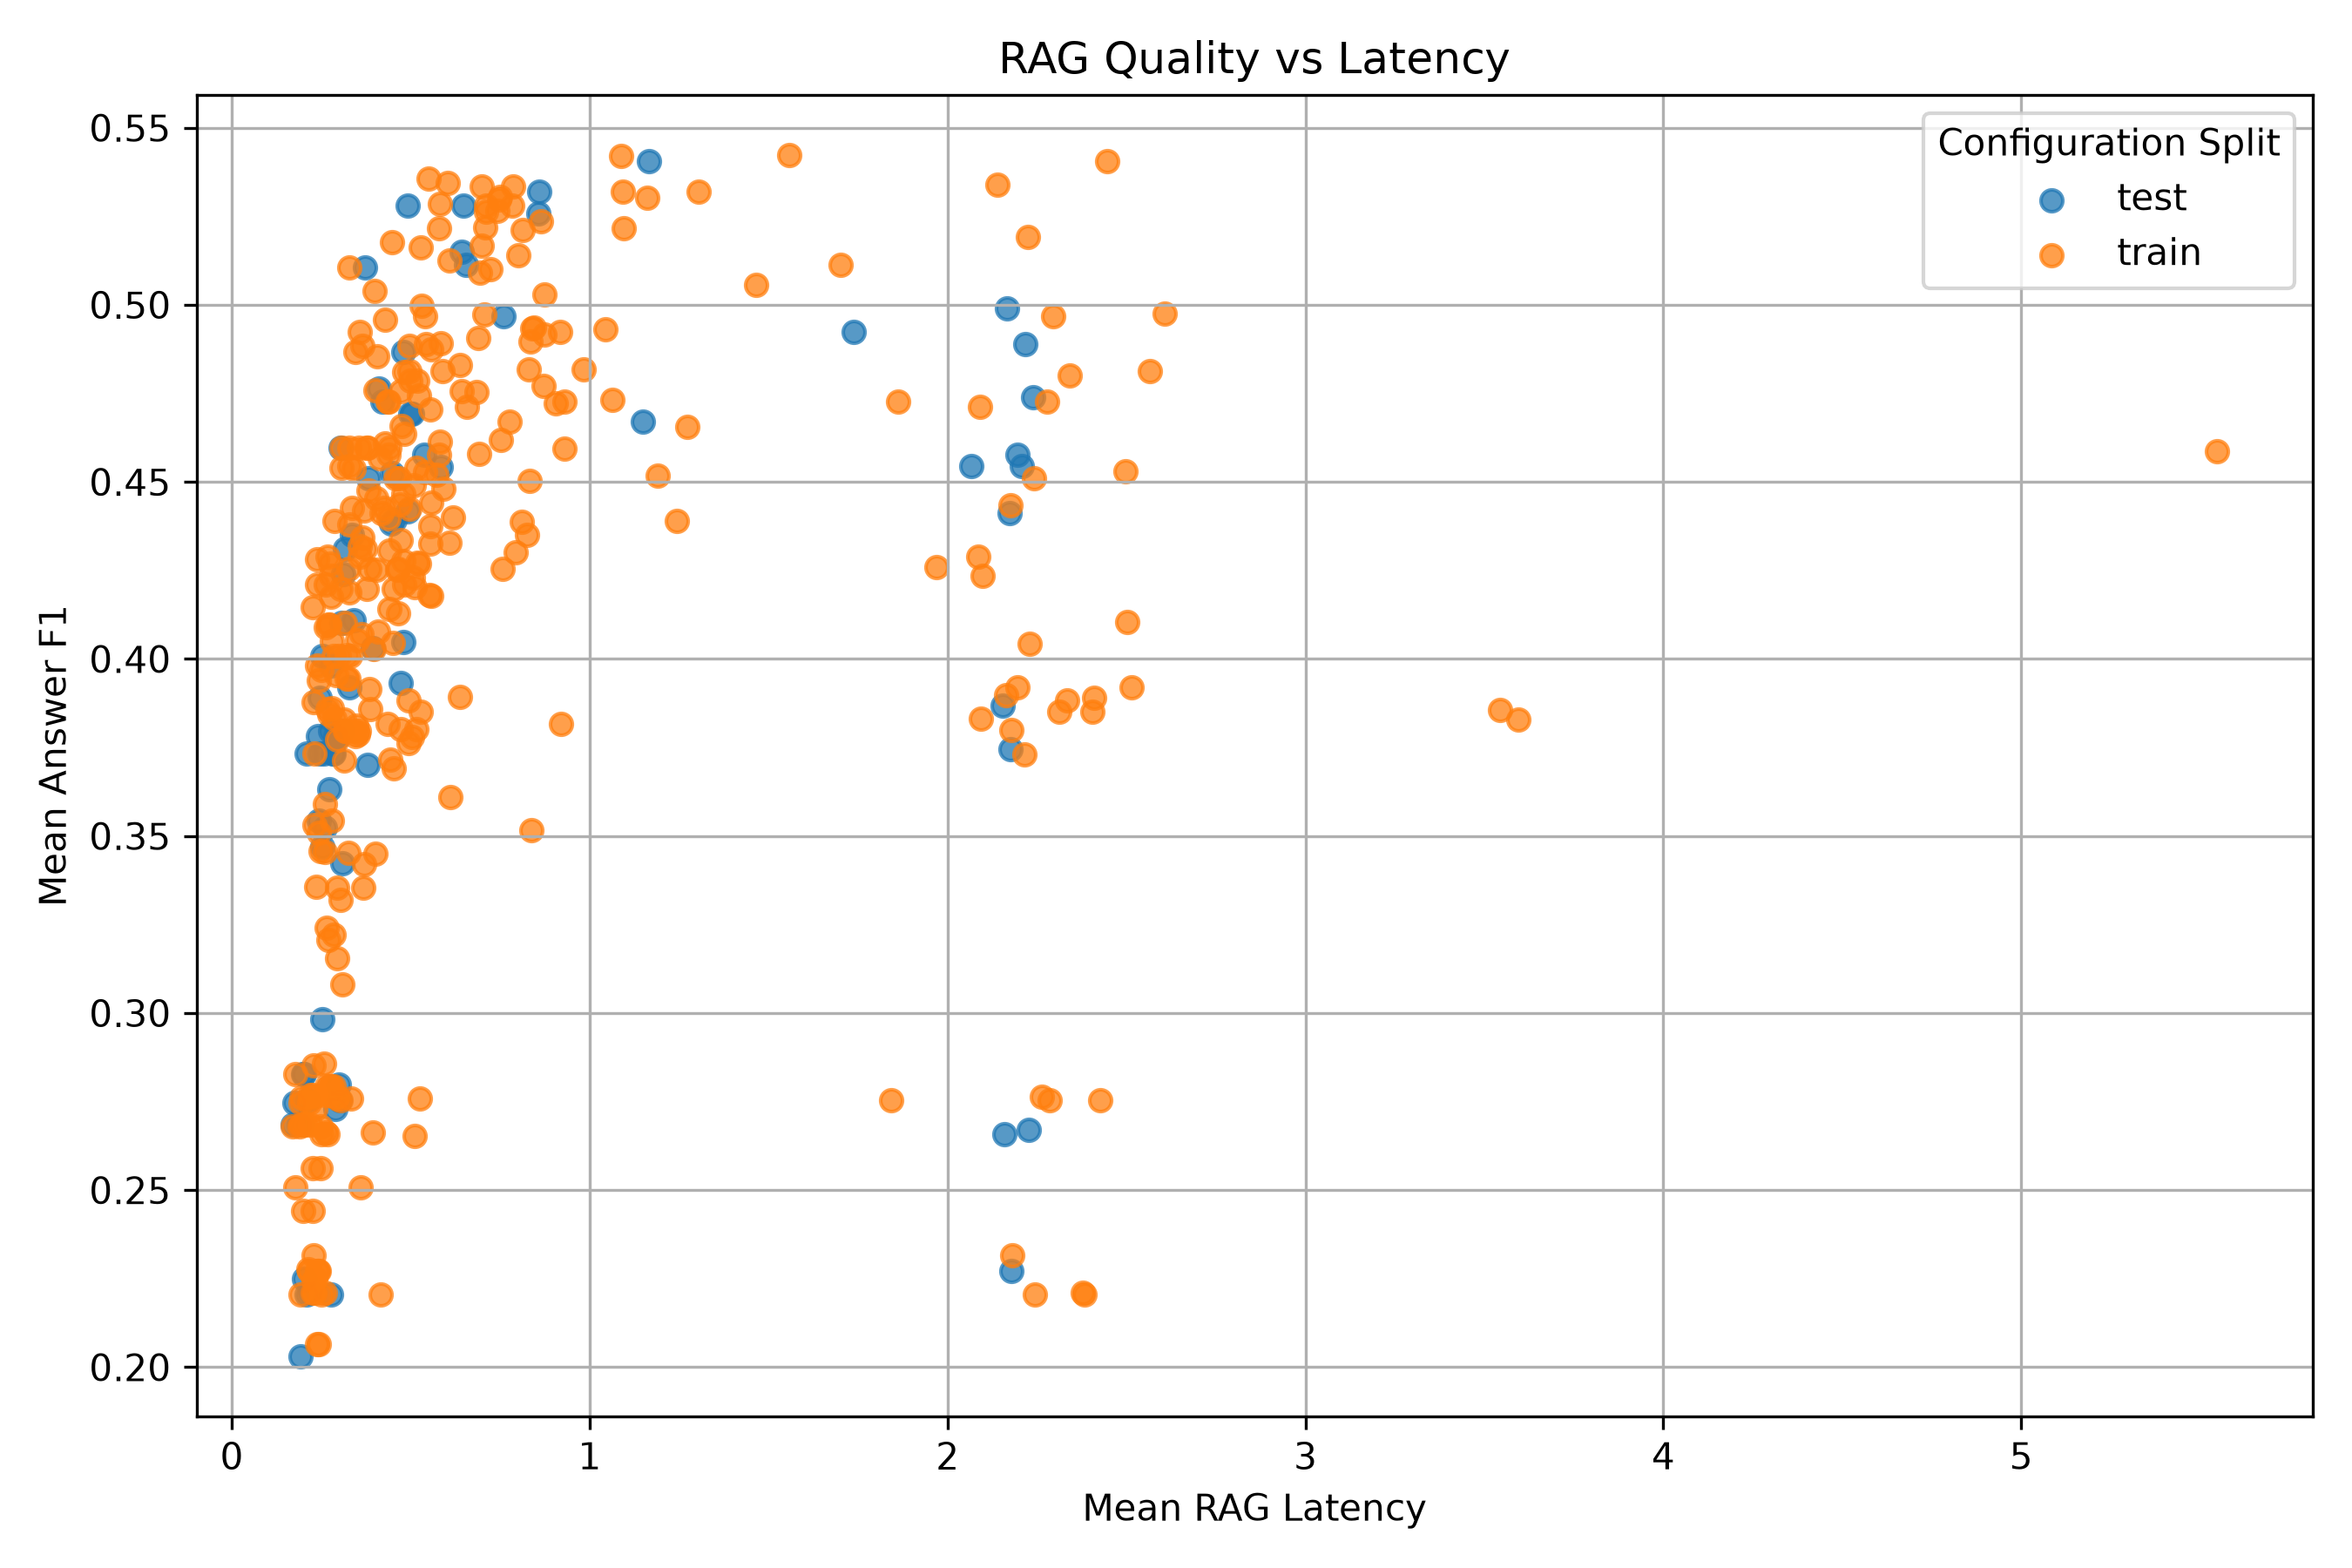 RAG Quality vs Latency
Configuration Split
test
train
Mean Answer F1
0.55
0.50
0.45
0.40
0.35
0.30
0.25
0.20
0 1 2 3 4 5
Mean RAG Latency